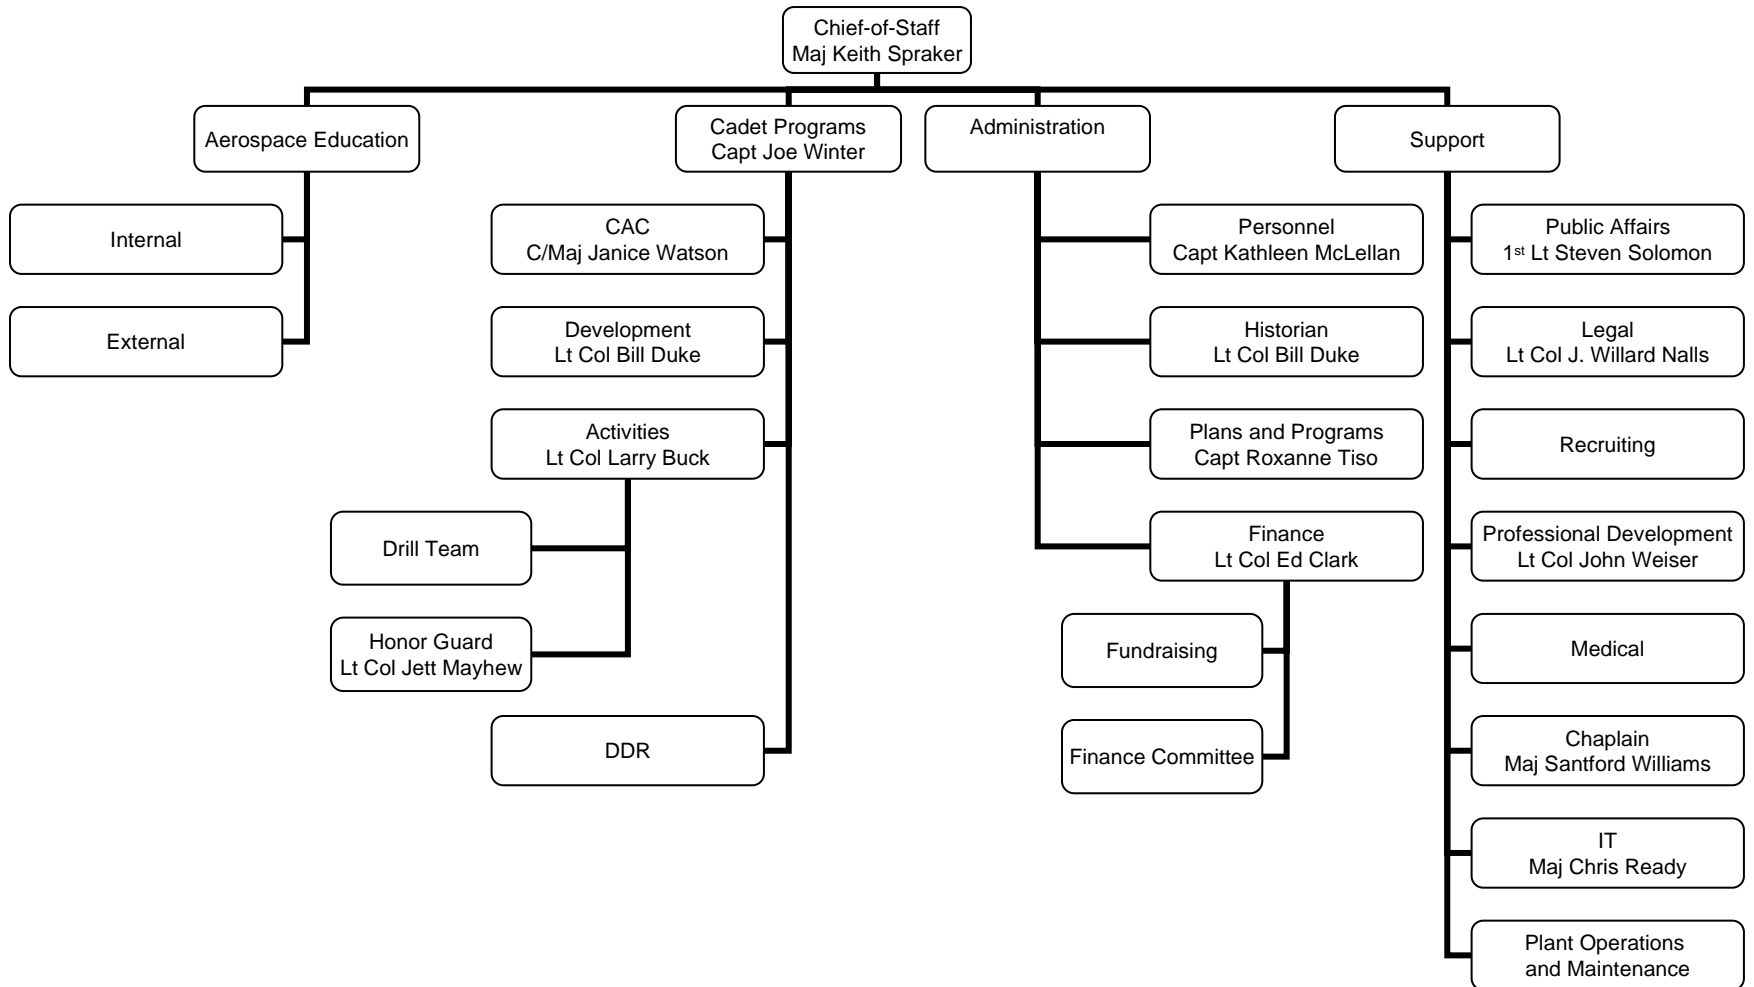 Chief-of-Staff
Maj Keith Spraker
Aerospace Education
Cadet Programs
Capt Joe Winter
Administration
Support
Internal
External
CAC
C/Maj Janice Watson
Development
Lt Col Bill Duke
Activities
Lt Col Larry Buck
Drill Team
Honor Guard
Lt Col Jett Mayhew
DDR
Personnel
Capt Kathleen McLellan
Historian
Lt Col Bill Duke
Plans and Programs
Capt Roxanne Tiso
Finance
Lt Col Ed Clark
Fundraising
Finance Committee
Public Affairs
1st Lt Steven Solomon
Legal
Lt Col J. Willard Nalls
Recruiting
Professional Development
Lt Col John Weiser
Medical
Chaplain
Maj Santford Williams
IT
Maj Chris Ready
Plant Operations
and Maintenance